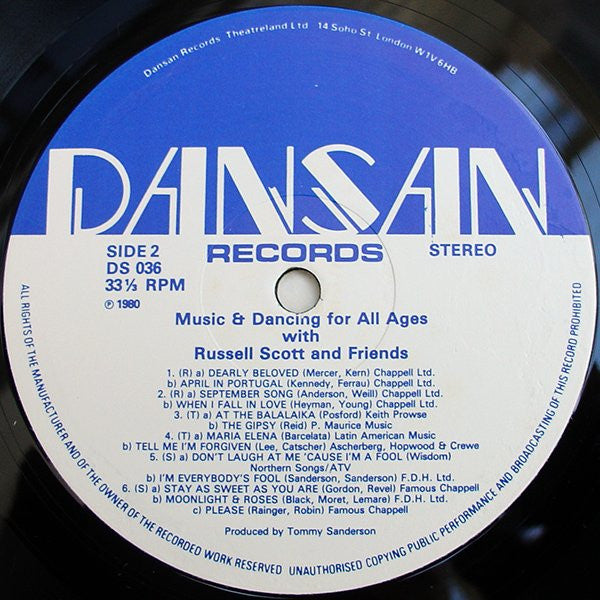 Dansan Records Theatreland Ltd 14 Soho St London W1V 6HB
DANSAN
SIDE 2 RECORDS STEREO
DS 036
33⅓ RPM
℗ 1980
Music & Dancing for All Ages
with
Russell Scott and Friends
1. (R) a) DEARLY BELOVED (Mercer, Kern) Chappell Ltd.
b) APRIL IN PORTUGAL (Kennedy, Ferrau) Chappell Ltd.
2. (R) a) SEPTEMBER SONG (Anderson, Weill) Chappell Ltd.
b) WHEN I FALL IN LOVE (Heyman, Young) Chappell Ltd.
3. (T) a) AT THE BALALAIKA (Posford) Keith Prowse
b) THE GIPSY (Reid) P. Maurice Music
4. (T) a) MARIA ELENA (Barcelata) Latin American Music
b) TELL ME I'M FORGIVEN (Lee, Catscher) Ascherberg, Hopwood & Crewe
5. (S) a) DON'T LAUGH AT ME 'CAUSE I'M A FOOL (Wisdom)
Northern Songs/ATV
b) I'M EVERYBODY'S FOOL (Sanderson, Sanderson) F.D.H. Ltd.
6. (S) a) STAY AS SWEET AS YOU ARE (Gordon, Revel) Famous Chappell
b) MOONLIGHT & ROSES (Black, Moret, Lemare) F.D.H. Ltd.
c) PLEASE (Rainger, Robin) Famous Chappell
Produced by Tommy Sanderson
ALL RIGHTS OF THE MANUFACTURER AND OF THE OWNER OF THE RECORDED WORK RESERVED UNAUTHORISED COPYING PUBLIC PERFORMANCE AND BROADCASTING OF THIS RECORD PROHIBITED